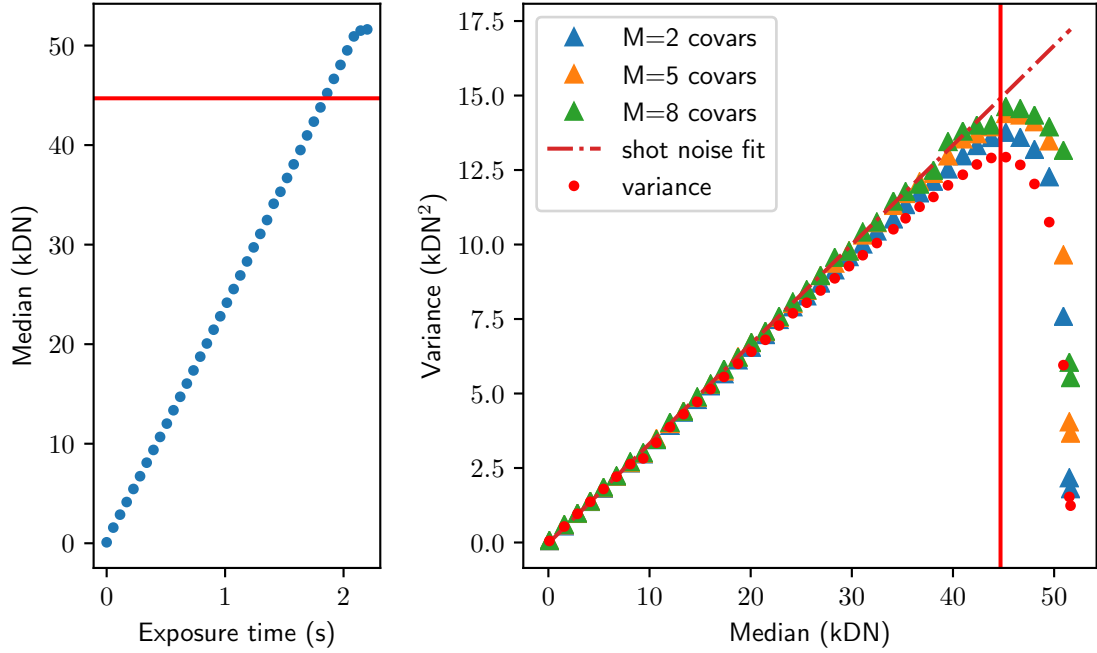 50
40
30
20
10
0
Median (kDN)
0
1
2
Exposure time (s)
17.5
15.0
12.5
10.0
7.5
5.0
2.5
0.0
Variance (kDN²)
M=2 covars
M=5 covars
M=8 covars
shot noise fit
variance
0
10
20
30
40
50
Median (kDN)